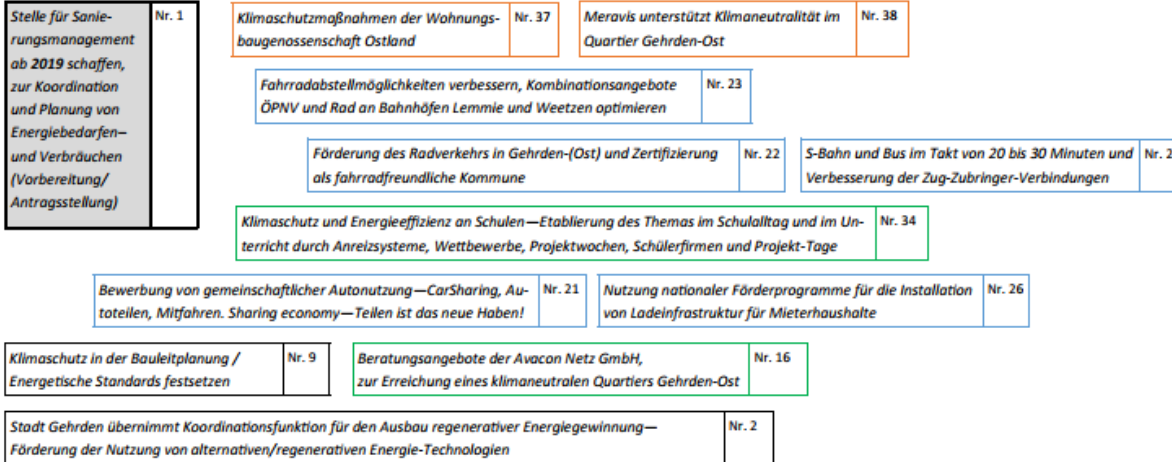 Stelle für Sanie-
rungsmanagement
ab 2019 schaffen,
zur Koordination
und Planung von
Energiebedarfen—
und Verbräuchen
(Vorbereitung/
Antragsstellung)
Nr. 1
Klimaschutzmaßnahmen der Wohnungs-
baugenossenschaft Ostland
Nr. 37
Meravis unterstützt Klimaneutralität im
Quartier Gehrden-Ost
Nr. 38
Fahrradabstellmöglichkeiten verbessern, Kombinationsangebote
ÖPNV und Rad an Bahnhöfen Lemmie und Weetzen optimieren
Nr. 23
Förderung des Radverkehrs in Gehrden-(Ost) und Zertifizierung
als fahrradfreundliche Kommune
Nr. 22
S-Bahn und Bus im Takt von 20 bis 30 Minuten und
Verbesserung der Zug-Zubringer-Verbindungen
Nr. 2
Klimaschutz und Energieeffizienz an Schulen—Etablierung des Themas im Schulalltag und im Un-
terricht durch Anreizsysteme, Wettbewerbe, Projektwochen, Schülerfirmen und Projekt-Tage
Nr. 34
Bewerbung von gemeinschaftlicher Autonutzung—CarSharing, Au-
toteilen, Mitfahren. Sharing economy—Teilen ist das neue Haben!
Nr. 21
Nutzung nationaler Förderprogramme für die Installation
von Ladeinfrastruktur für Mieterhaushalte
Nr. 26
Klimaschutz in der Bauleitplanung /
Energetische Standards festsetzen
Nr. 9
Beratungsangebote der Avacon Netz GmbH,
zur Erreichung eines klimaneutralen Quartiers Gehrden-Ost
Nr. 16
Stadt Gehrden übernimmt Koordinationsfunktion für den Ausbau regenerativer Energiegewinnung—
Förderung der Nutzung von alternativen/regenerativen Energie-Technologien
Nr. 2